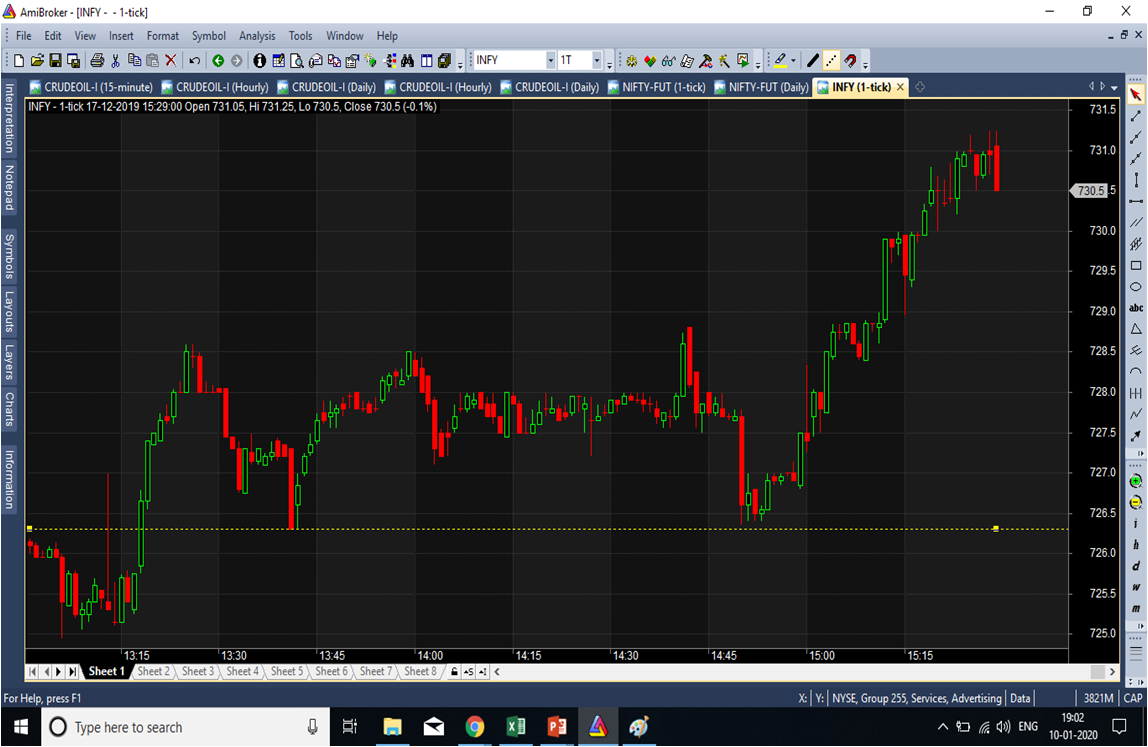 AmiBroker - [INFY -  - 1-tick]
File Edit View Insert Format Symbol Analysis Tools Window Help
INFY 1T
CRUDEOIL-I (15-minute) CRUDEOIL-I (Hourly) CRUDEOIL-I (Daily) CRUDEOIL-I (Hourly) CRUDEOIL-I (Daily) NIFTY-FUT (1-tick) NIFTY-FUT (Daily) INFY (1-tick)
INFY - 1-tick 17-12-2019 15:29:00 Open 731.05, Hi 731.25, Lo 730.5, Close 730.5 (-0.1%)
Interpretation
Notepad
Symbols
Layouts
Layers
Charts
Information
731.5
731.0
730.5
730.0
729.5
729.0
728.5
728.0
727.5
727.0
726.5
726.0
725.5
725.0
abc
i
h
d
w
m
13:15 13:30 13:45 14:00 14:15 14:30 14:45 15:00 15:15
Sheet 1 Sheet 2 Sheet 3 Sheet 4 Sheet 5 Sheet 6 Sheet 7 Sheet 8
For Help, press F1 X: Y: NYSE, Group 255, Services, Advertising Data 3821M CAP
Type here to search
ENG
19:02
10-01-2020